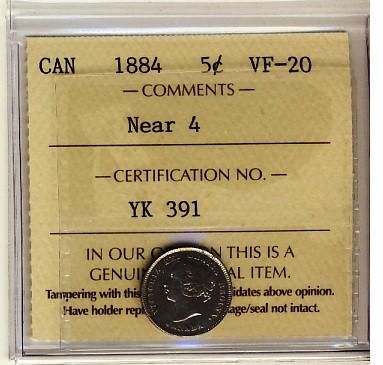 CAN 1884 5¢ VF-20
— COMMENTS —
Near 4
— CERTIFICATION NO. —
YK 391
IN OUR THIS IS A
ITEM.
Tampering with this above opinion.
Have holder not intact.